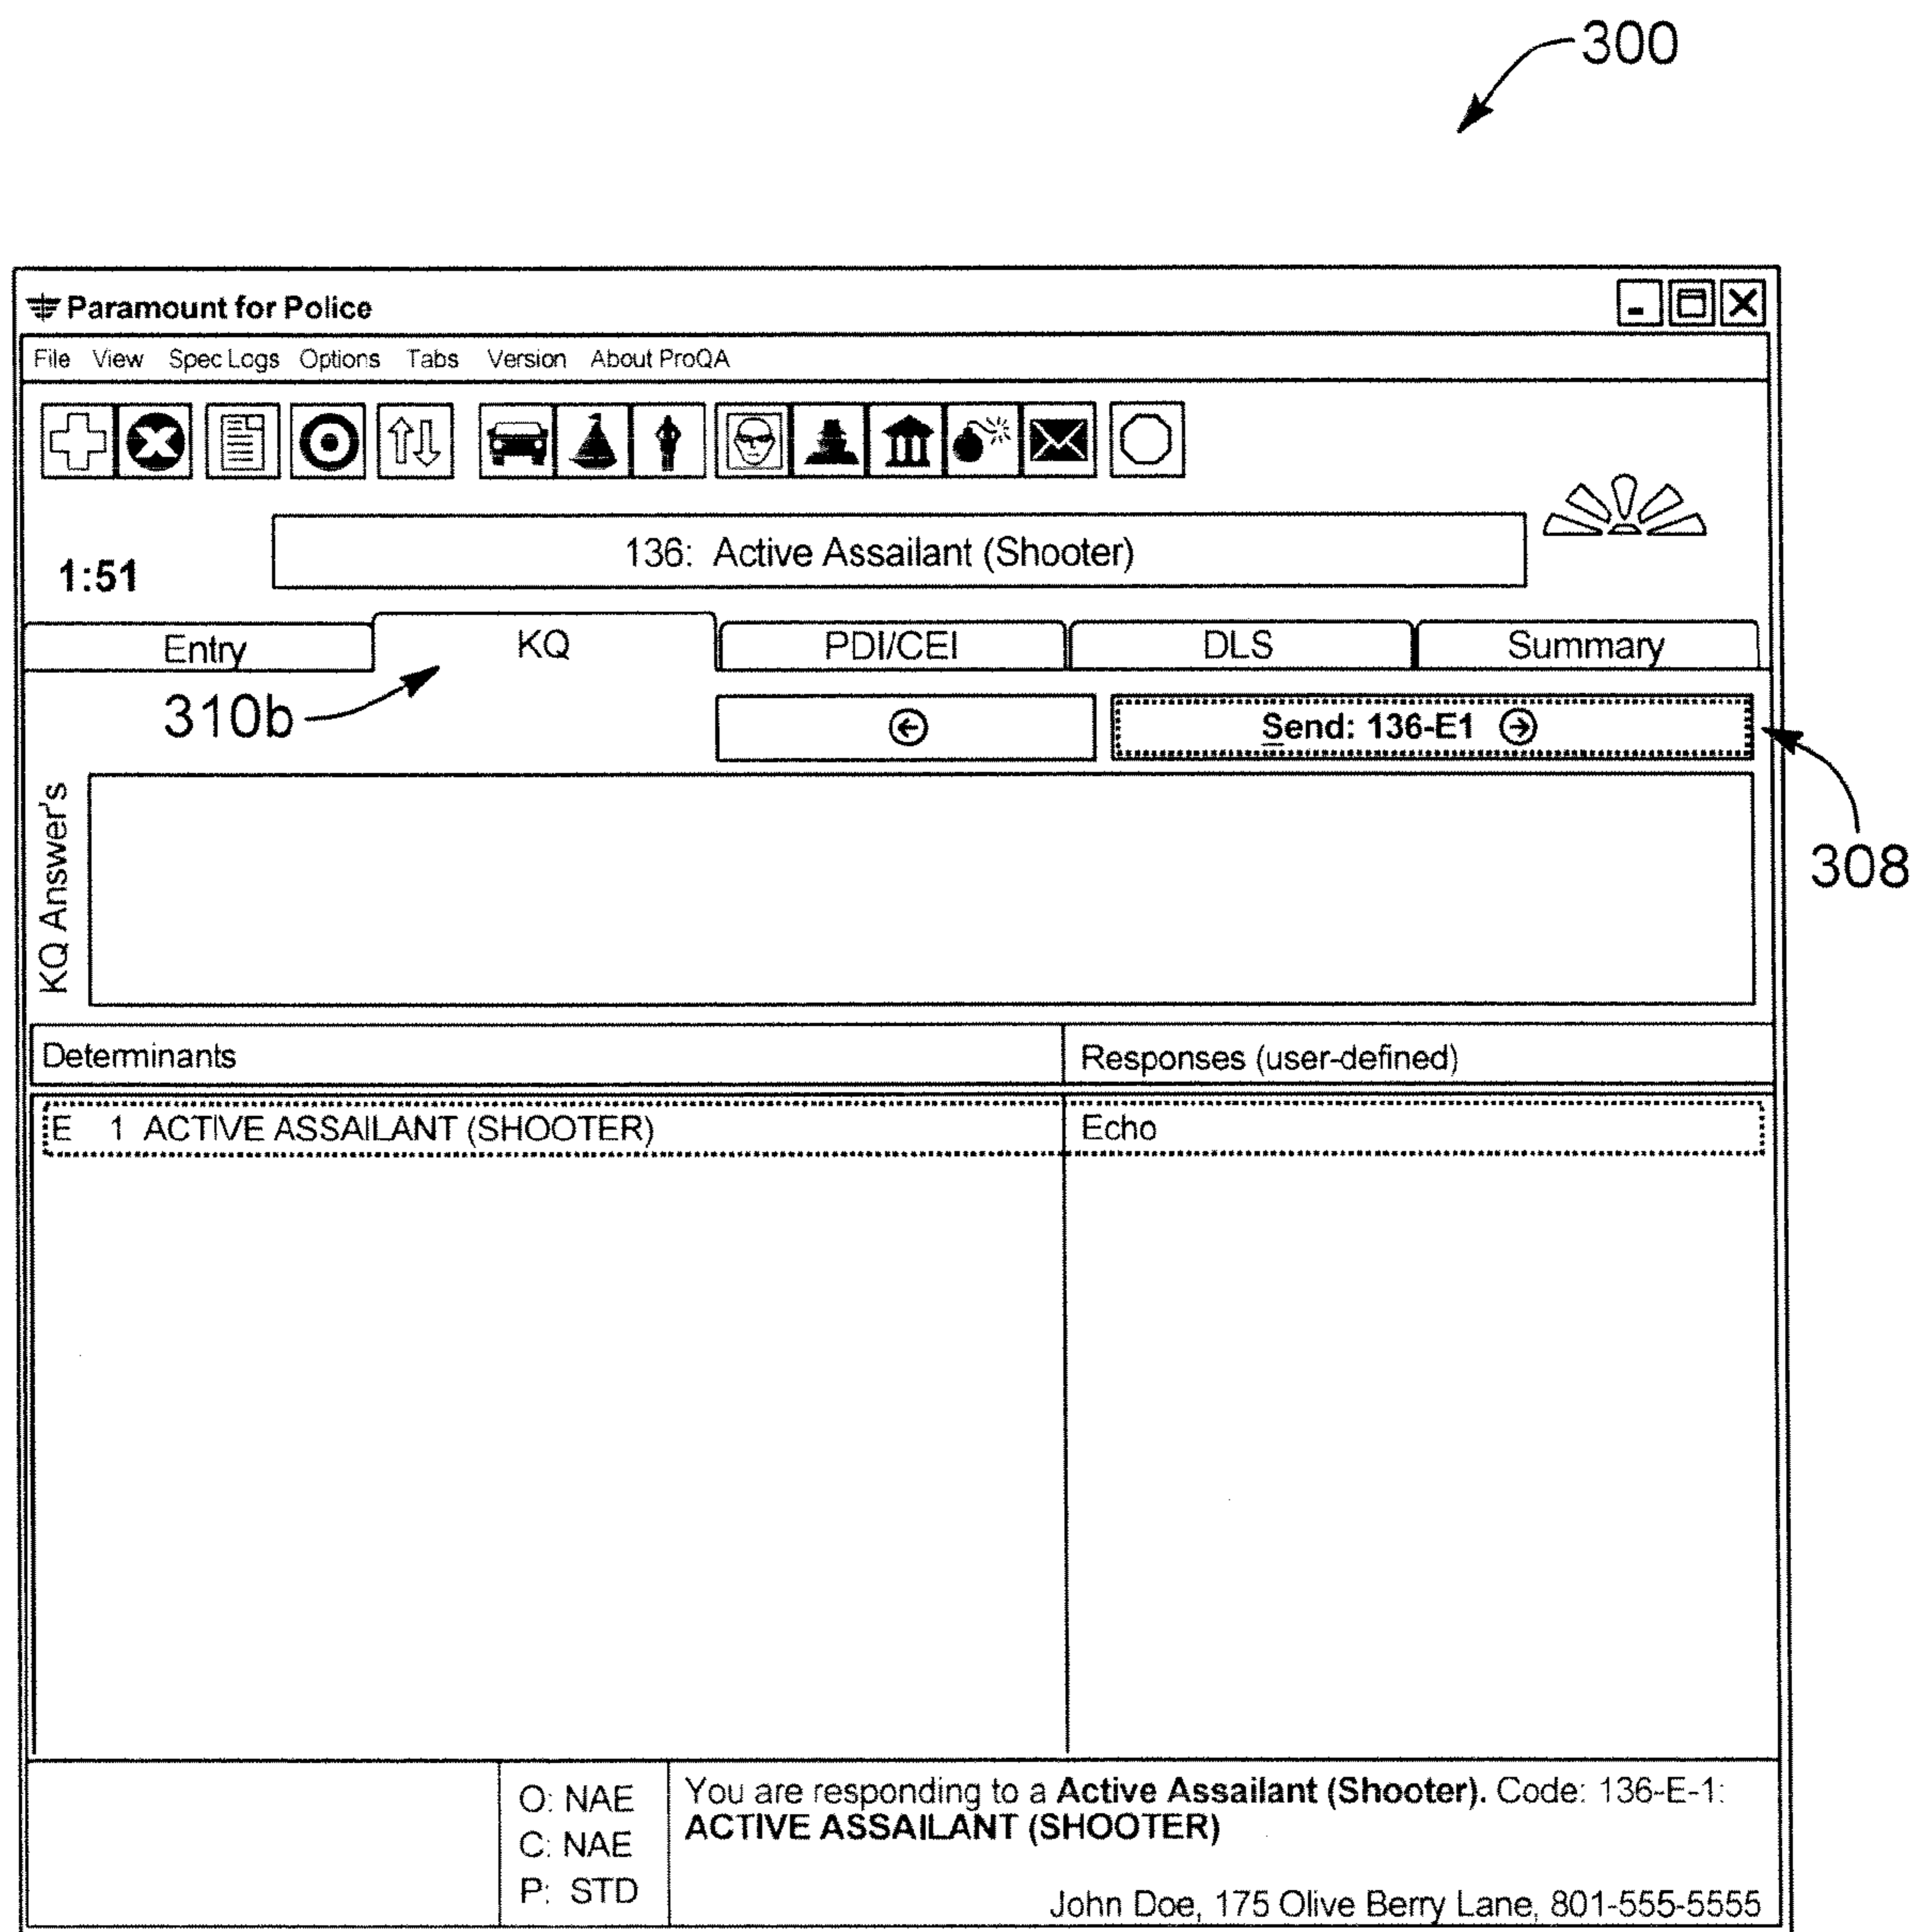 300
Paramount for Police
File View Spec Logs Options Tabs Version About ProQA
1:51
136: Active Assailant (Shooter)
Entry KQ PDI/CEI DLS Summary
310b
Send: 136-E1
308
KQ Answer's
Determinants Responses (user-defined)
E 1 ACTIVE ASSAILANT (SHOOTER) Echo
O: NAE
C: NAE
P: STD
You are responding to a Active Assailant (Shooter). Code: 136-E-1:
ACTIVE ASSAILANT (SHOOTER)
John Doe, 175 Olive Berry Lane, 801-555-5555